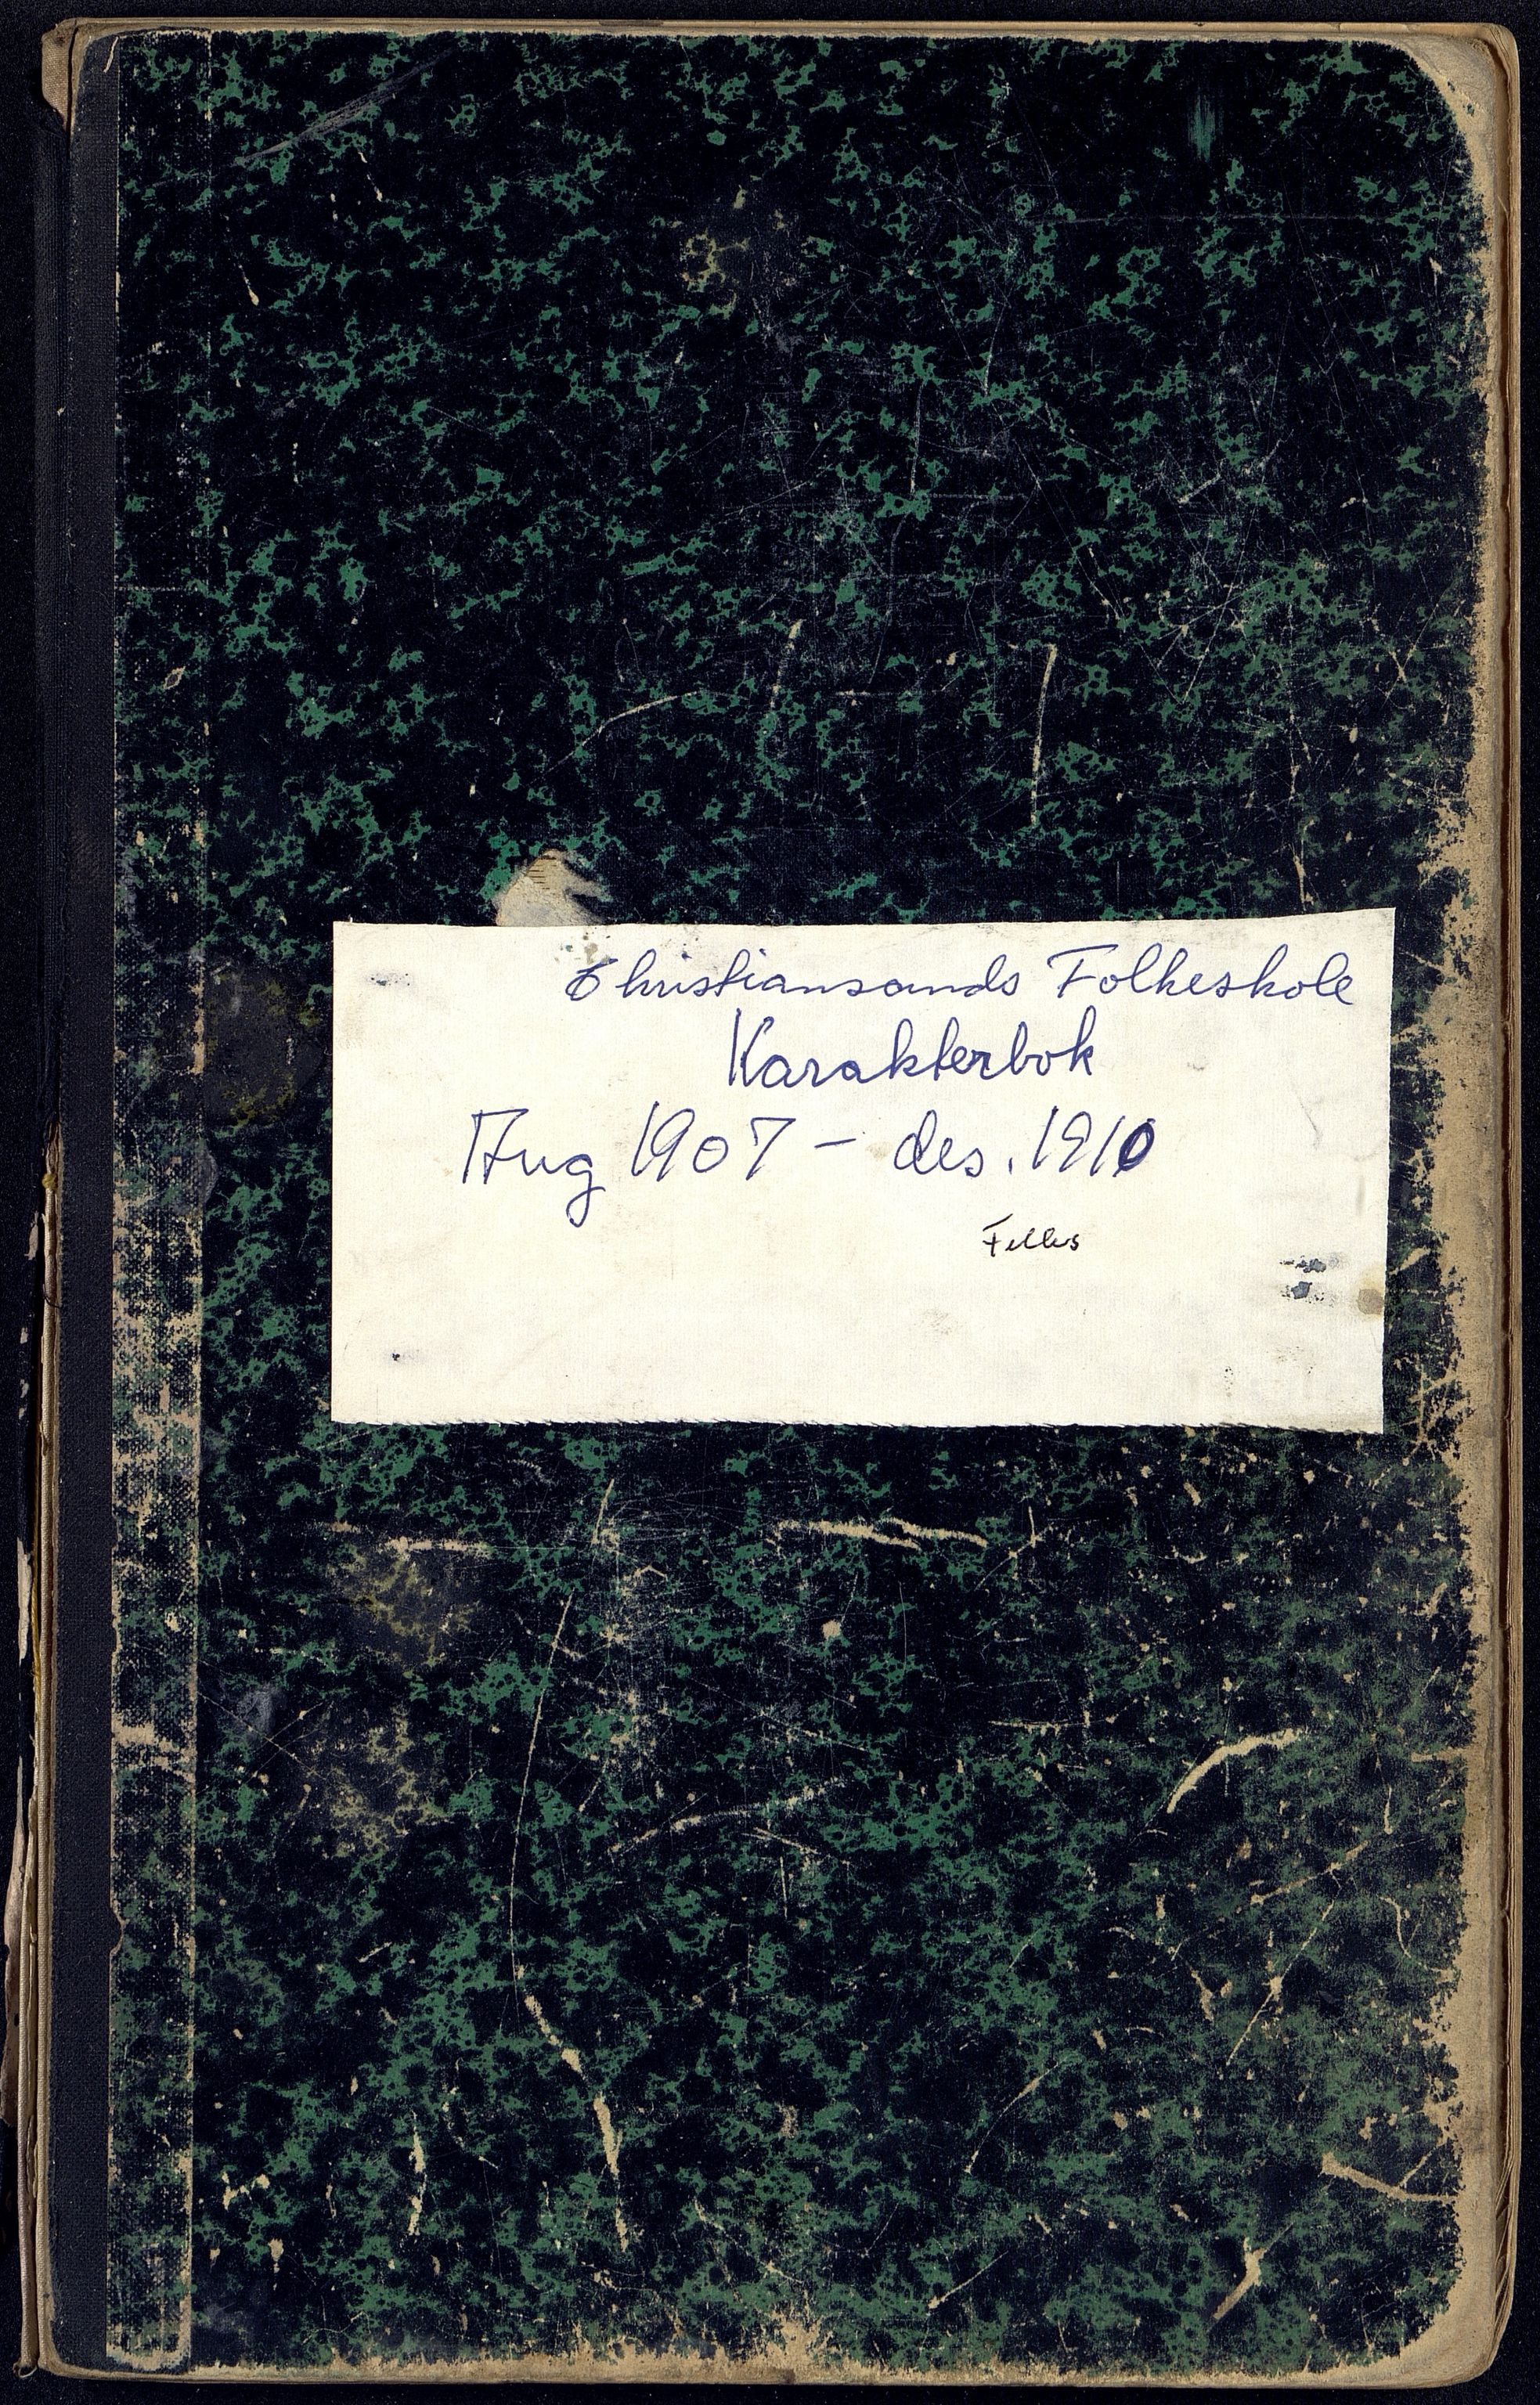 Christiansands Folkeskole
Karakterbok
Aug 1907 – des. 1910
Felles